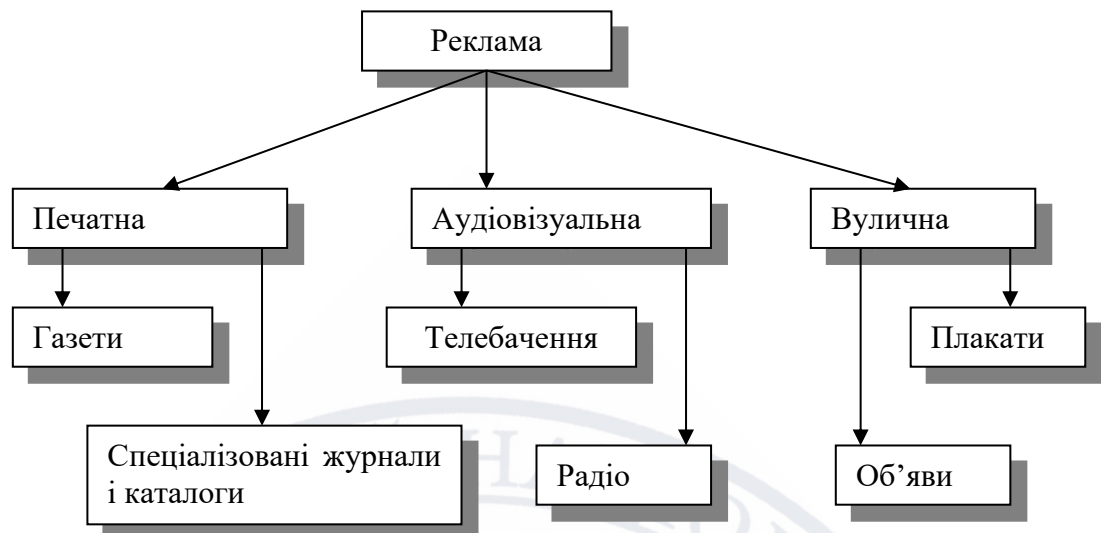 Реклама
Печатна
Аудіовізуальна
Вулична
Газети
Телебачення
Плакати
Спеціалізовані журнали
і каталоги
Радіо
Об’яви